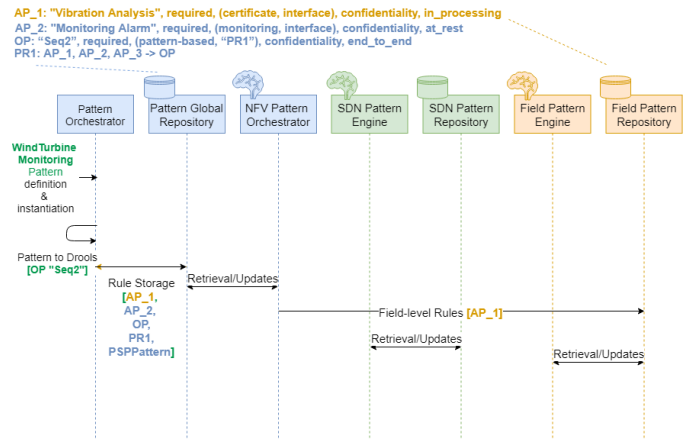 AP_1: "Vibration Analysis", required, (certificate, interface), confidentiality, in_processing
AP_2: "Monitoring Alarm", required, (monitoring, interface), confidentiality, at_rest
OP: “Seq2”, required, (pattern-based, “PR1”), confidentiality, end_to_end
PR1: AP_1, AP_2, AP_3 -> OP
Pattern
Orchestrator
Pattern Global
Repository
NFV Pattern
Orchestrator
SDN Pattern
Engine
SDN Pattern
Repository
Field Pattern
Engine
Field Pattern
Repository
WindTurbine
Monitoring
Pattern
definition
&
instantiation
Pattern to Drools
[OP "Seq2"]
Rule Storage
[AP_1,
AP_2,
OP,
PR1,
PSPPattern]
Retrieval/Updates
Field-level Rules [AP_1]
Retrieval/Updates
Retrieval/Updates